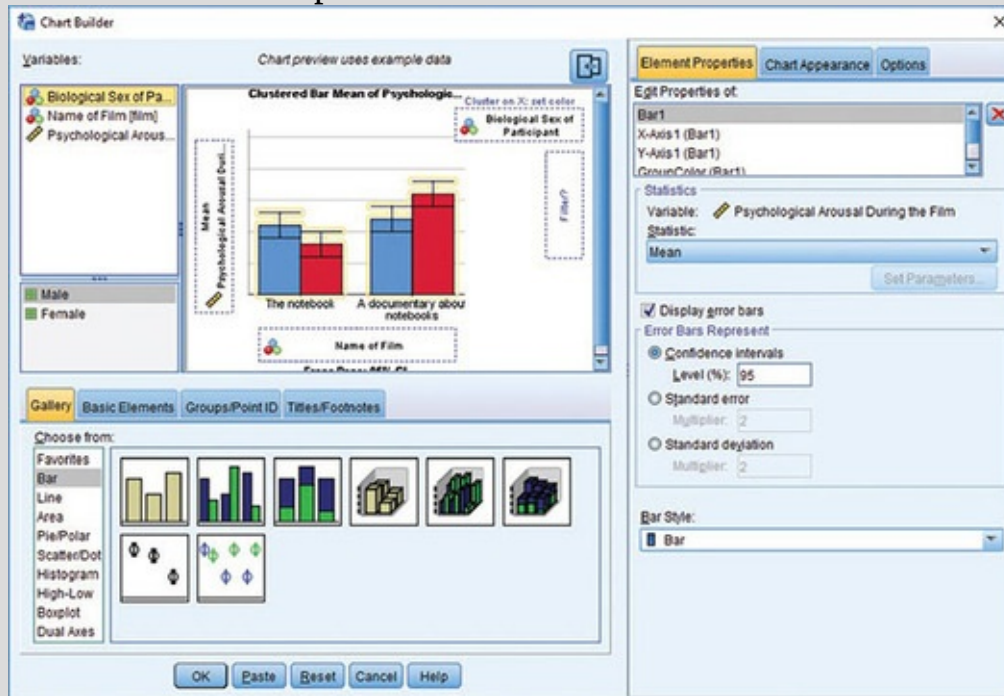 Chart Builder
Variables:
Chart preview uses example data
Biological Sex of Pa...
Name of Film [film]
Psychological Arous...
Male
Female
Clustered Bar Mean of Psychologic...
Cluster on X: set color
Biological Sex of
Participant
Mean
Psychological Arousal Duri...
Filter?
The notebook
A documentary about
notebooks
Name of Film
Error Bars: 95% CI
Gallery
Basic Elements
Groups/Point ID
Titles/Footnotes
Choose from:
Favorites
Bar
Line
Area
Pie/Polar
Scatter/Dot
Histogram
High-Low
Boxplot
Dual Axes
OK
Paste
Reset
Cancel
Help
Element Properties
Chart Appearance
Options
Edit Properties of:
Bar1
X-Axis1 (Bar1)
Y-Axis1 (Bar1)
GroupColor (Bar1)
Statistics
Variable: Psychological Arousal During the Film
Statistic:
Mean
Set Parameters...
Display error bars
Error Bars Represent
Confidence intervals
Level (%): 95
Standard error
Multiplier: 2
Standard deviation
Multiplier: 2
Bar Style:
Bar